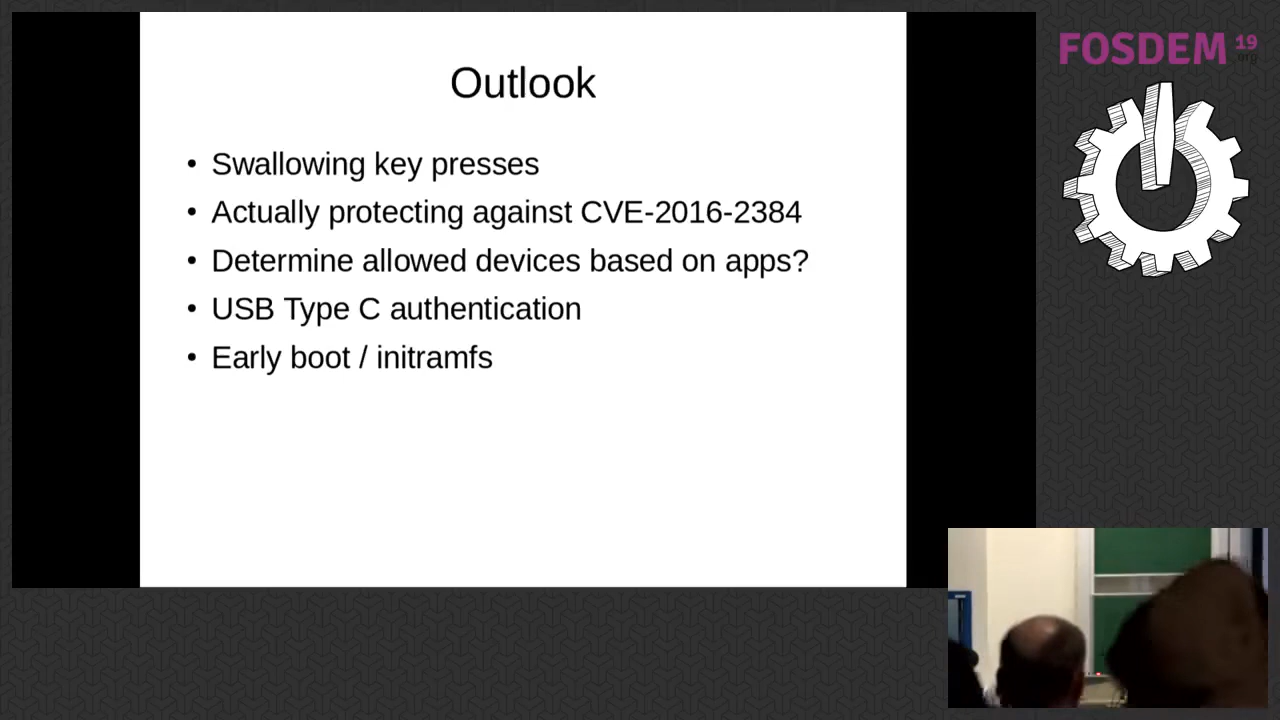 Outlook
• Swallowing key presses
• Actually protecting against CVE-2016-2384
• Determine allowed devices based on apps?
• USB Type C authentication
• Early boot / initramfs
FOSDEM 19
.org